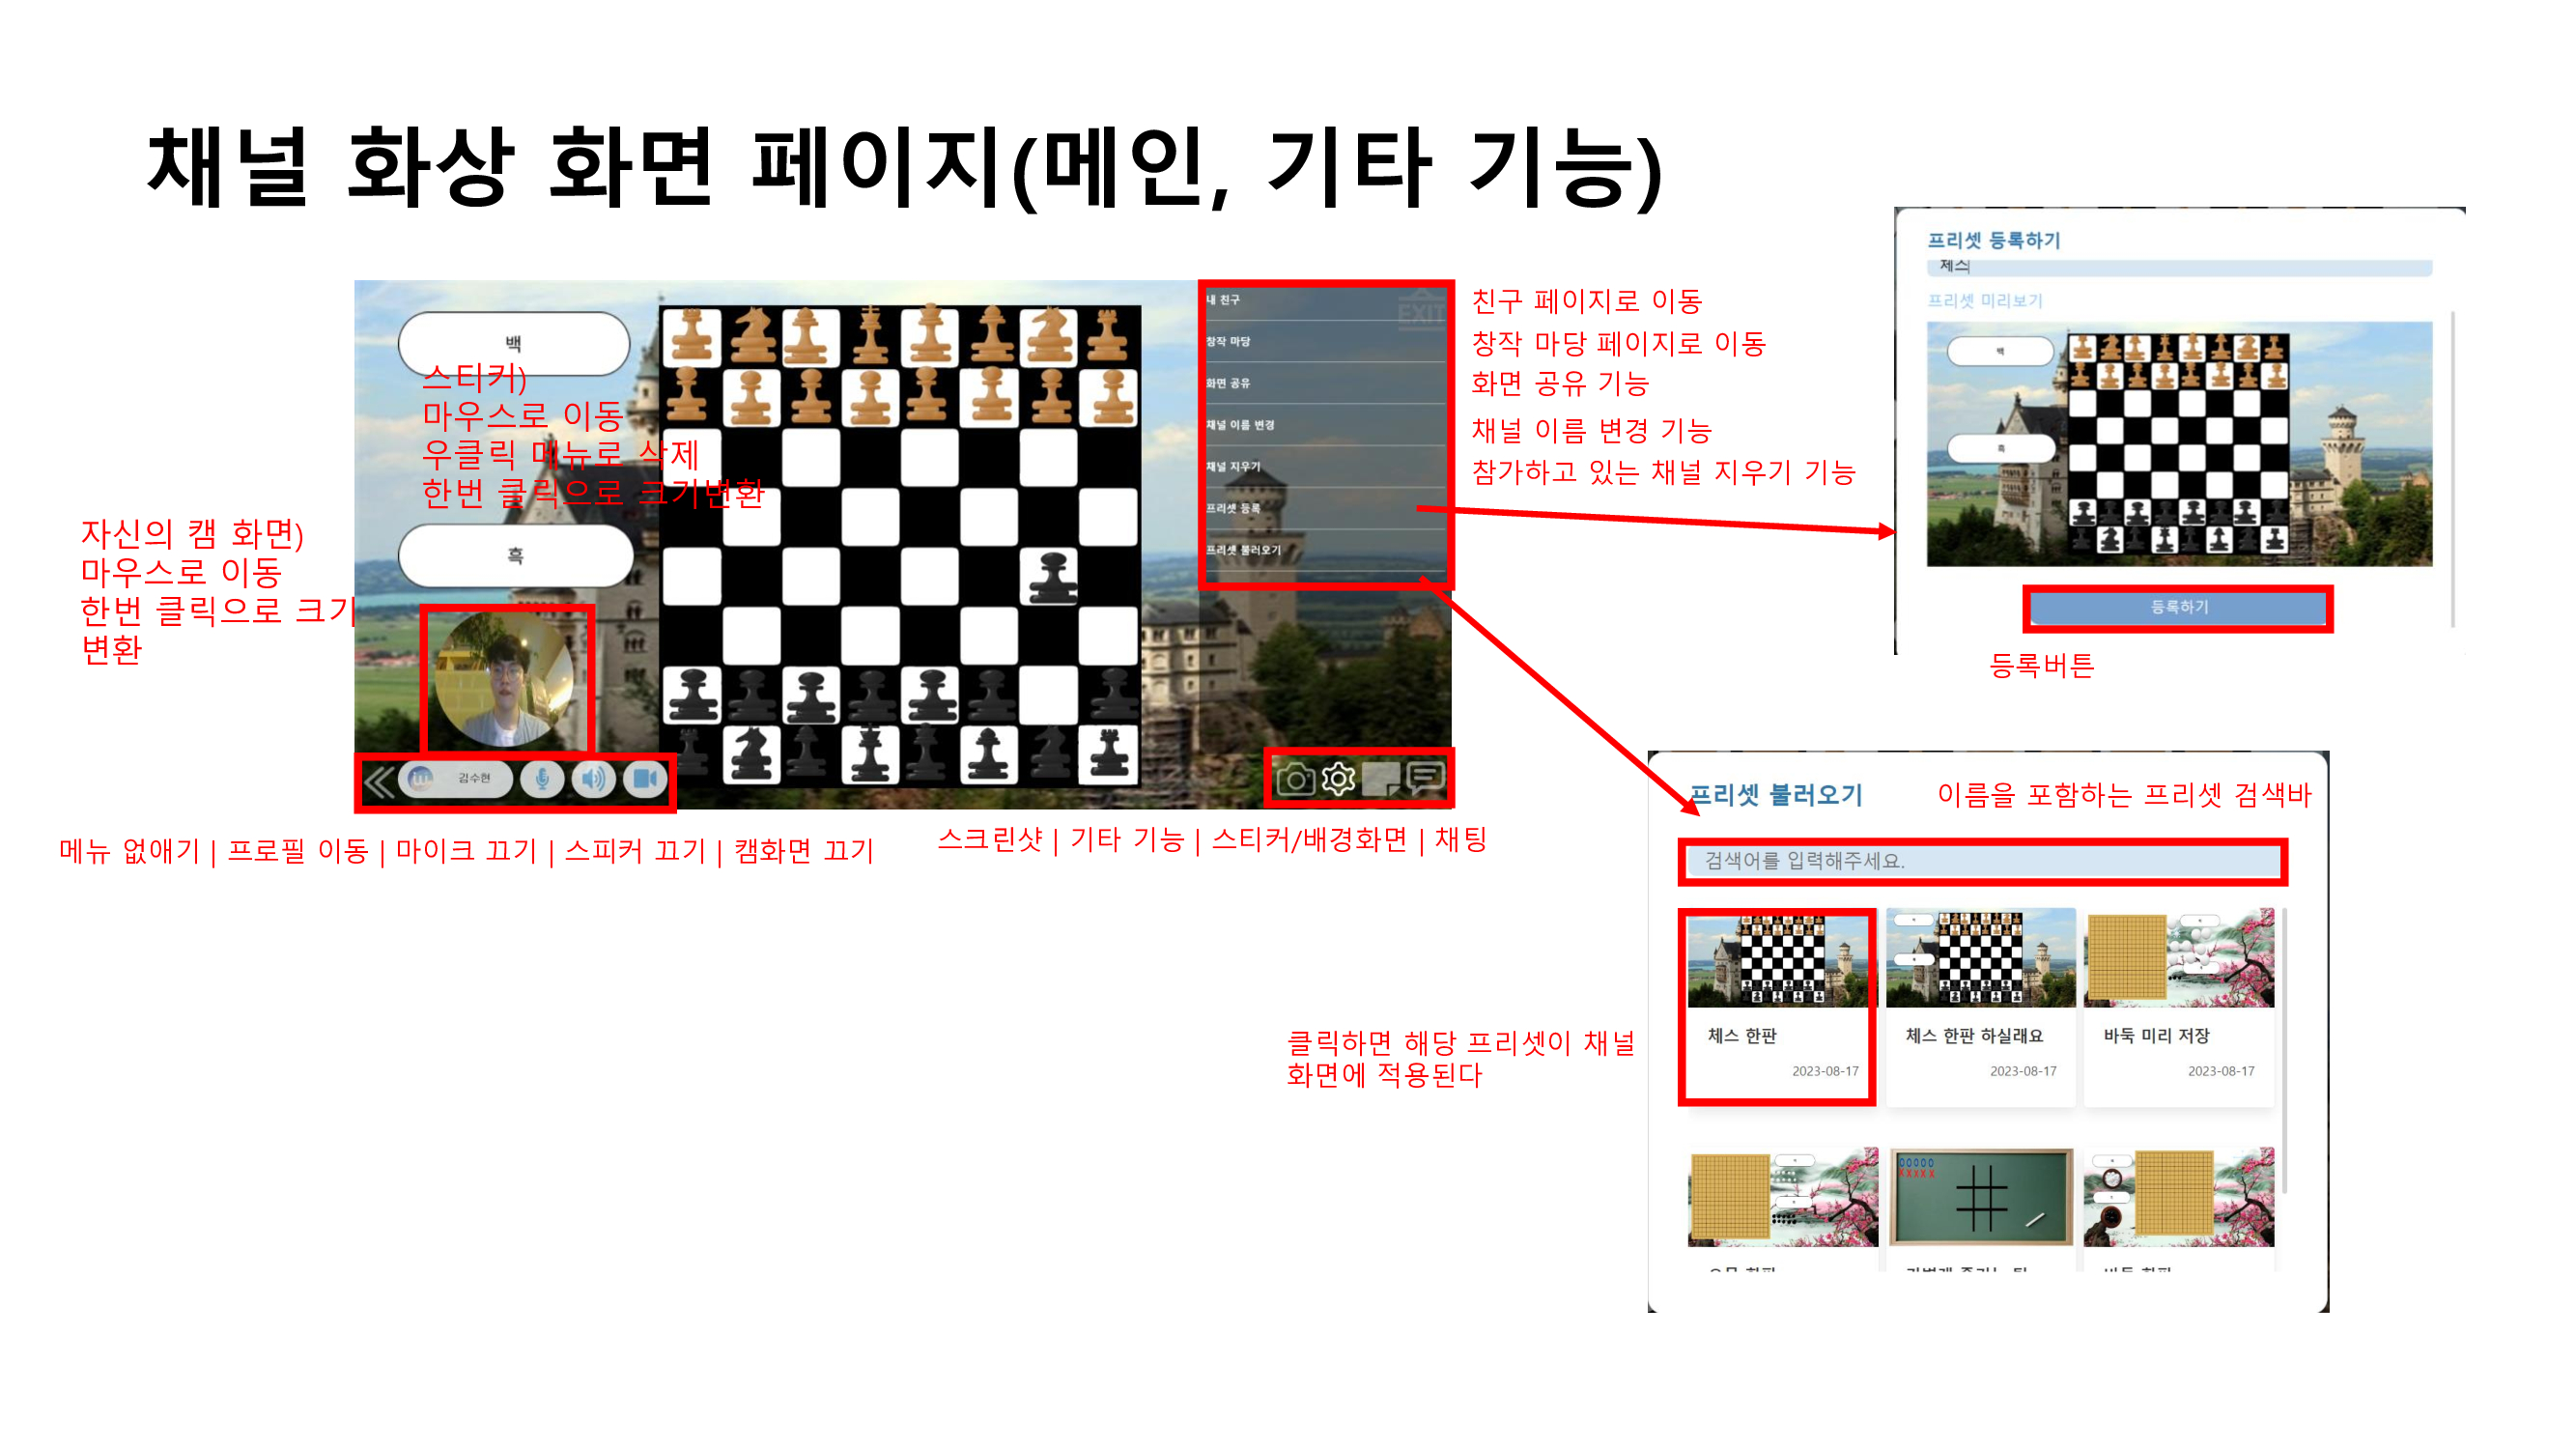 채널 화상 화면 페이지(메인, 기타 기능)
백
스티커)
마우스로 이동
우클릭 메뉴로 삭제
한번 클릭으로 크기변환
흑
자신의 캠 화면)
마우스로 이동
한번 클릭으로 크기
변환
김수현
메뉴 없애기 | 프로필 이동 | 마이크 끄기 | 스피커 끄기 | 캠화면 끄기
내 친구
EXIT
창작 마당
화면 공유
채널 이름 변경
채널 지우기
프리셋 등록
프리셋 불러오기
친구 페이지로 이동
창작 마당 페이지로 이동
화면 공유 기능
채널 이름 변경 기능
참가하고 있는 채널 지우기 기능
스크린샷 | 기타 기능 | 스티커/배경화면 | 채팅
프리셋 등록하기
체스
프리셋 미리보기
백
흑
등록하기
등록버튼
프리셋 불러오기
이름을 포함하는 프리셋 검색바
검색어를 입력해주세요.
체스 한판
2023-08-17
체스 한판 하실래요
2023-08-17
바둑 미리 저장
2023-08-17
클릭하면 해당 프리셋이 채널
화면에 적용된다
OOOOO
XXXXX